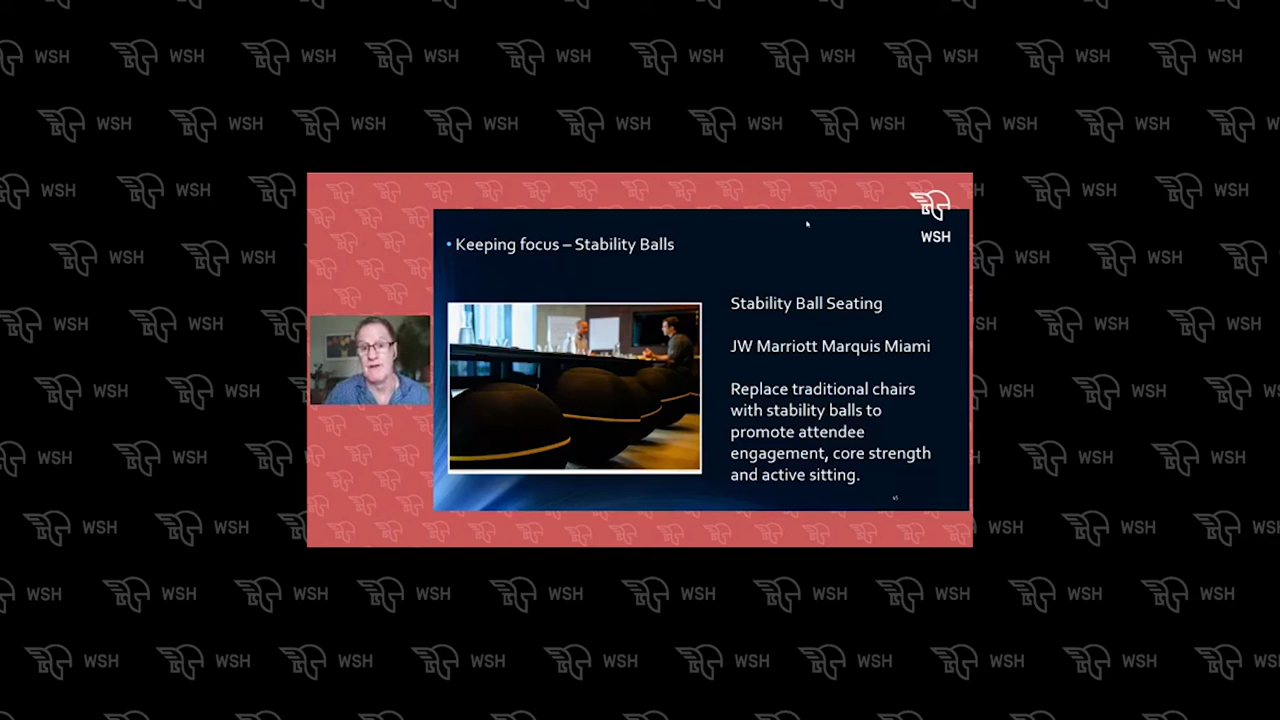 WSH
• Keeping focus – Stability Balls
Stability Ball Seating
JW Marriott Marquis Miami
Replace traditional chairs
with stability balls to
promote attendee
engagement, core strength
and active sitting.